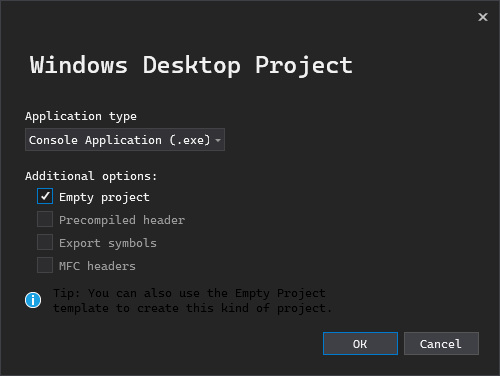 Windows Desktop Project
Application type
Console Application (.exe)
Additional options:
Empty project
Precompiled header
Export symbols
MFC headers
Tip: You can also use the Empty Project
template to create this kind of project.
OK Cancel